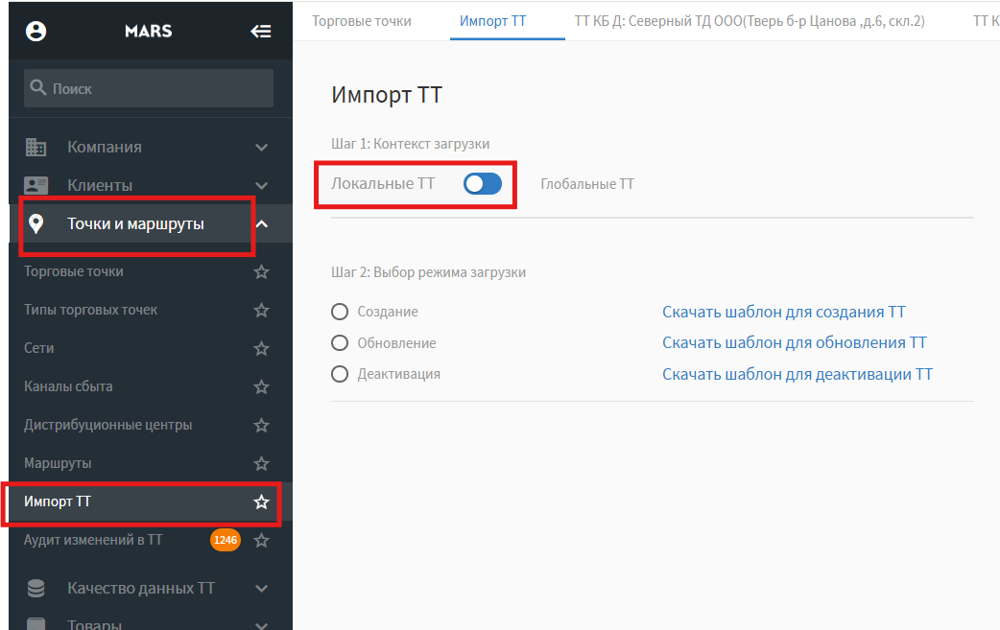 MARS
Поиск
Компания
Клиенты
Точки и маршруты
Торговые точки
Типы торговых точек
Сети
Каналы сбыта
Дистрибуционные центры
Маршруты
Импорт ТТ
Аудит изменений в ТТ 1246
Качество данных ТТ
Товары
Торговые точки Импорт ТТ ТТ КБ Д: Северный ТД ООО(Тверь б-р Цанова ,д.6, скл.2) ТТ К
Импорт ТТ
Шаг 1: Контекст загрузки
Локальные ТТ Глобальные ТТ
Шаг 2: Выбор режима загрузки
Создание Скачать шаблон для создания ТТ
Обновление Скачать шаблон для обновления ТТ
Деактивация Скачать шаблон для деактивации ТТ